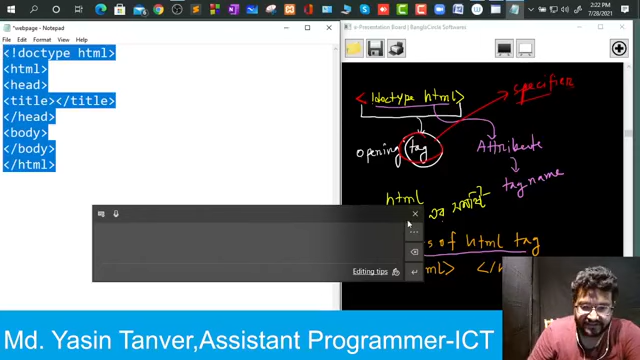 *webpage - Notepad
File Edit Format View Help
<!doctype html>
<html>
<head>
<title></title>
</head>
<body>
</body>
</html>
Editing tips
2:22 PM
7/28/2021
e-Presentation Board | BangleCircle Softwares
<!doctype html>
specifier
opening tag
Attribute
tag name
html
এর
s of html tag
Md. Yasin Tanver,Assistant Programmer-ICT